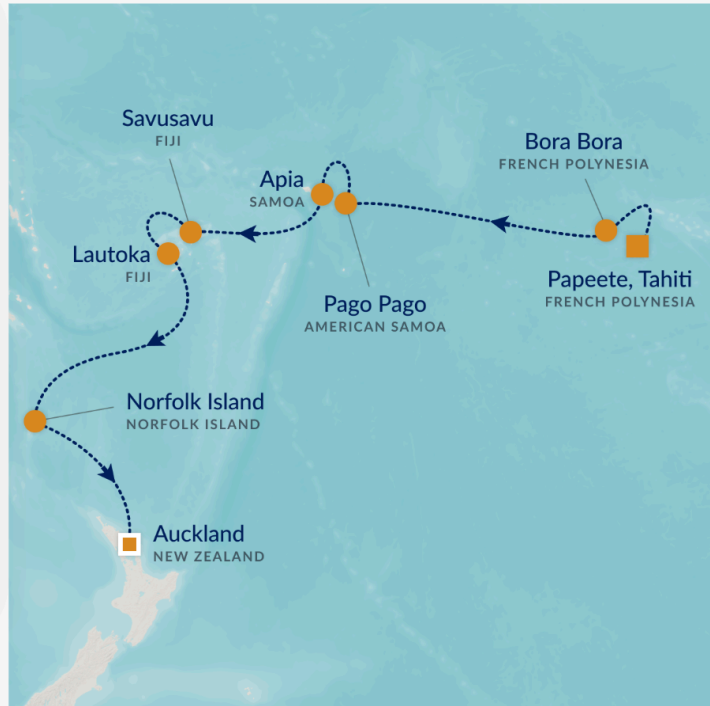 Savusavu
FIJI
Bora Bora
FRENCH POLYNESIA
Apia
SAMOA
Lautoka
FIJI
Papeete, Tahiti
FRENCH POLYNESIA
Pago Pago
AMERICAN SAMOA
Norfolk Island
NORFOLK ISLAND
Auckland
NEW ZEALAND